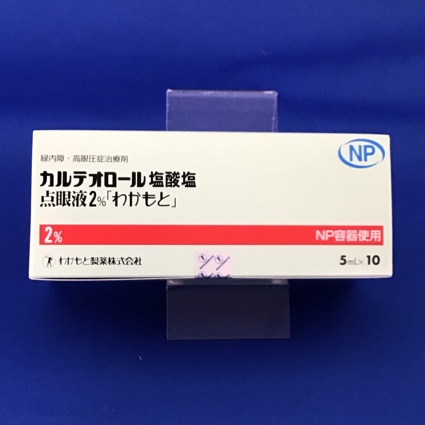 緑内障・高眼圧症治療剤
NP
カルテオロール塩酸塩
点眼液2%「わかもと」
2%
NP容器使用
わかもと製薬株式会社
5mL×10